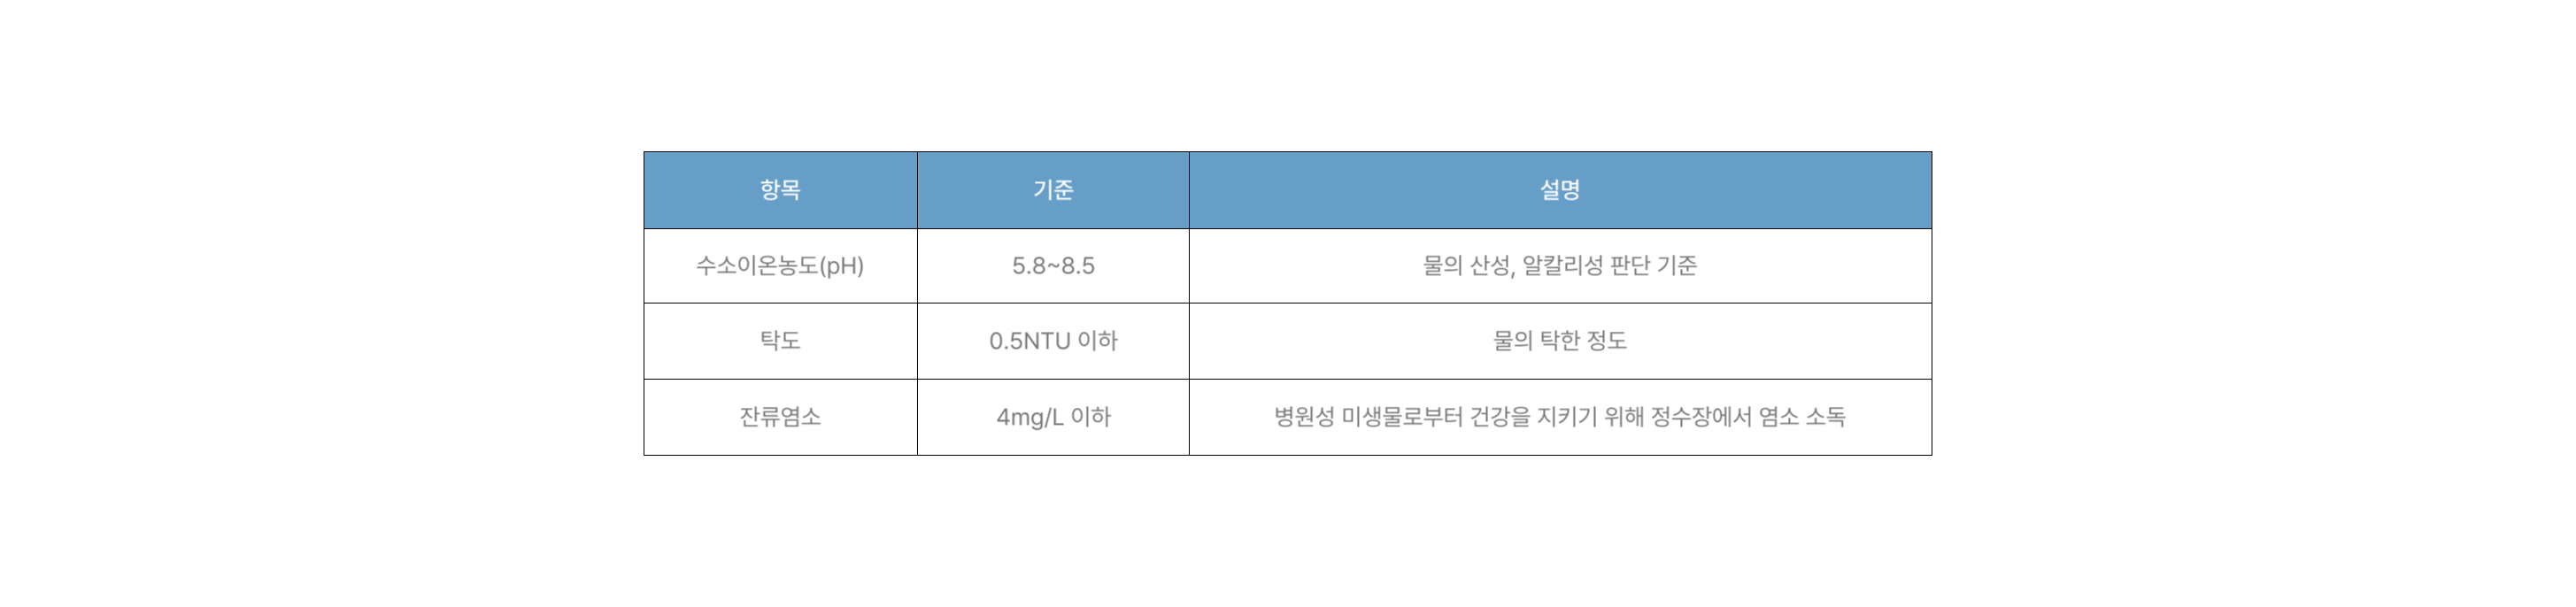 항목 기준 설명
수소이온농도(pH) 5.8~8.5 물의 산성, 알칼리성 판단 기준
탁도 0.5NTU 이하 물의 탁한 정도
잔류염소 4mg/L 이하 병원성 미생물로부터 건강을 지키기 위해 정수장에서 염소 소독